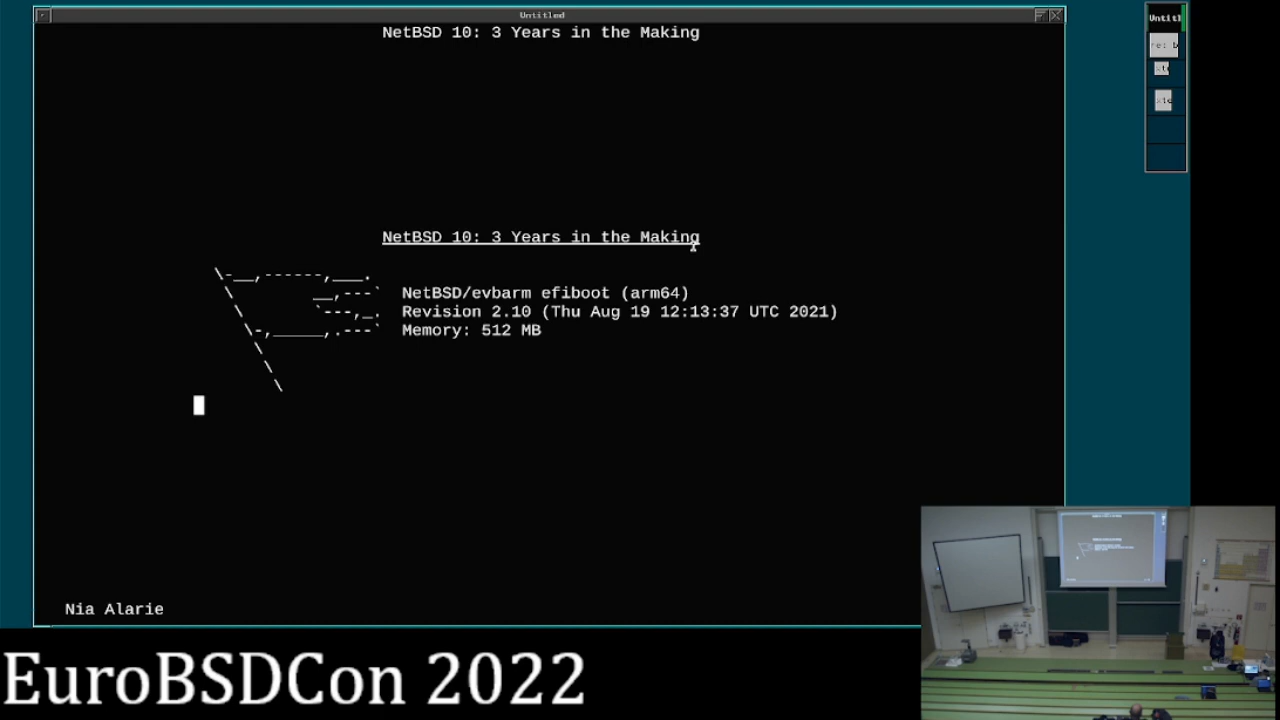 Untitled
Untitl
NetBSD 10: 3 Years in the Making
NetBSD 10: 3 Years in the Making
NetBSD/evbarm efiboot (arm64)
Revision 2.10 (Thu Aug 19 12:13:37 UTC 2021)
Memory: 512 MB
Nia Alarie
EuroBSDCon 2022